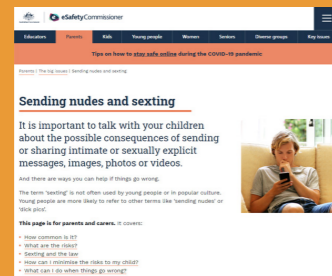 eSafetyCommissioner
Educators Parents Kids Young people Women Seniors Diverse groups Key issues
Tips on how to stay safe online during the COVID-19 pandemic
Parents / The big issues / Sending nudes and sexting
Sending nudes and sexting
It is important to talk with your children
about the possible consequences of sending
or sharing intimate or sexually explicit
messages, images, photos or videos.
And there are ways you can help if things go wrong.
The term 'sexting' is not often used by young people or in popular culture.
Young people are more likely to refer to other terms like 'sending nudes' or
'dick pics'.
This page is for parents and carers. It covers:
How common is it?
What are the risks?
Sexting and the law
How can I minimise the risks to my child?
What can I do when things go wrong?